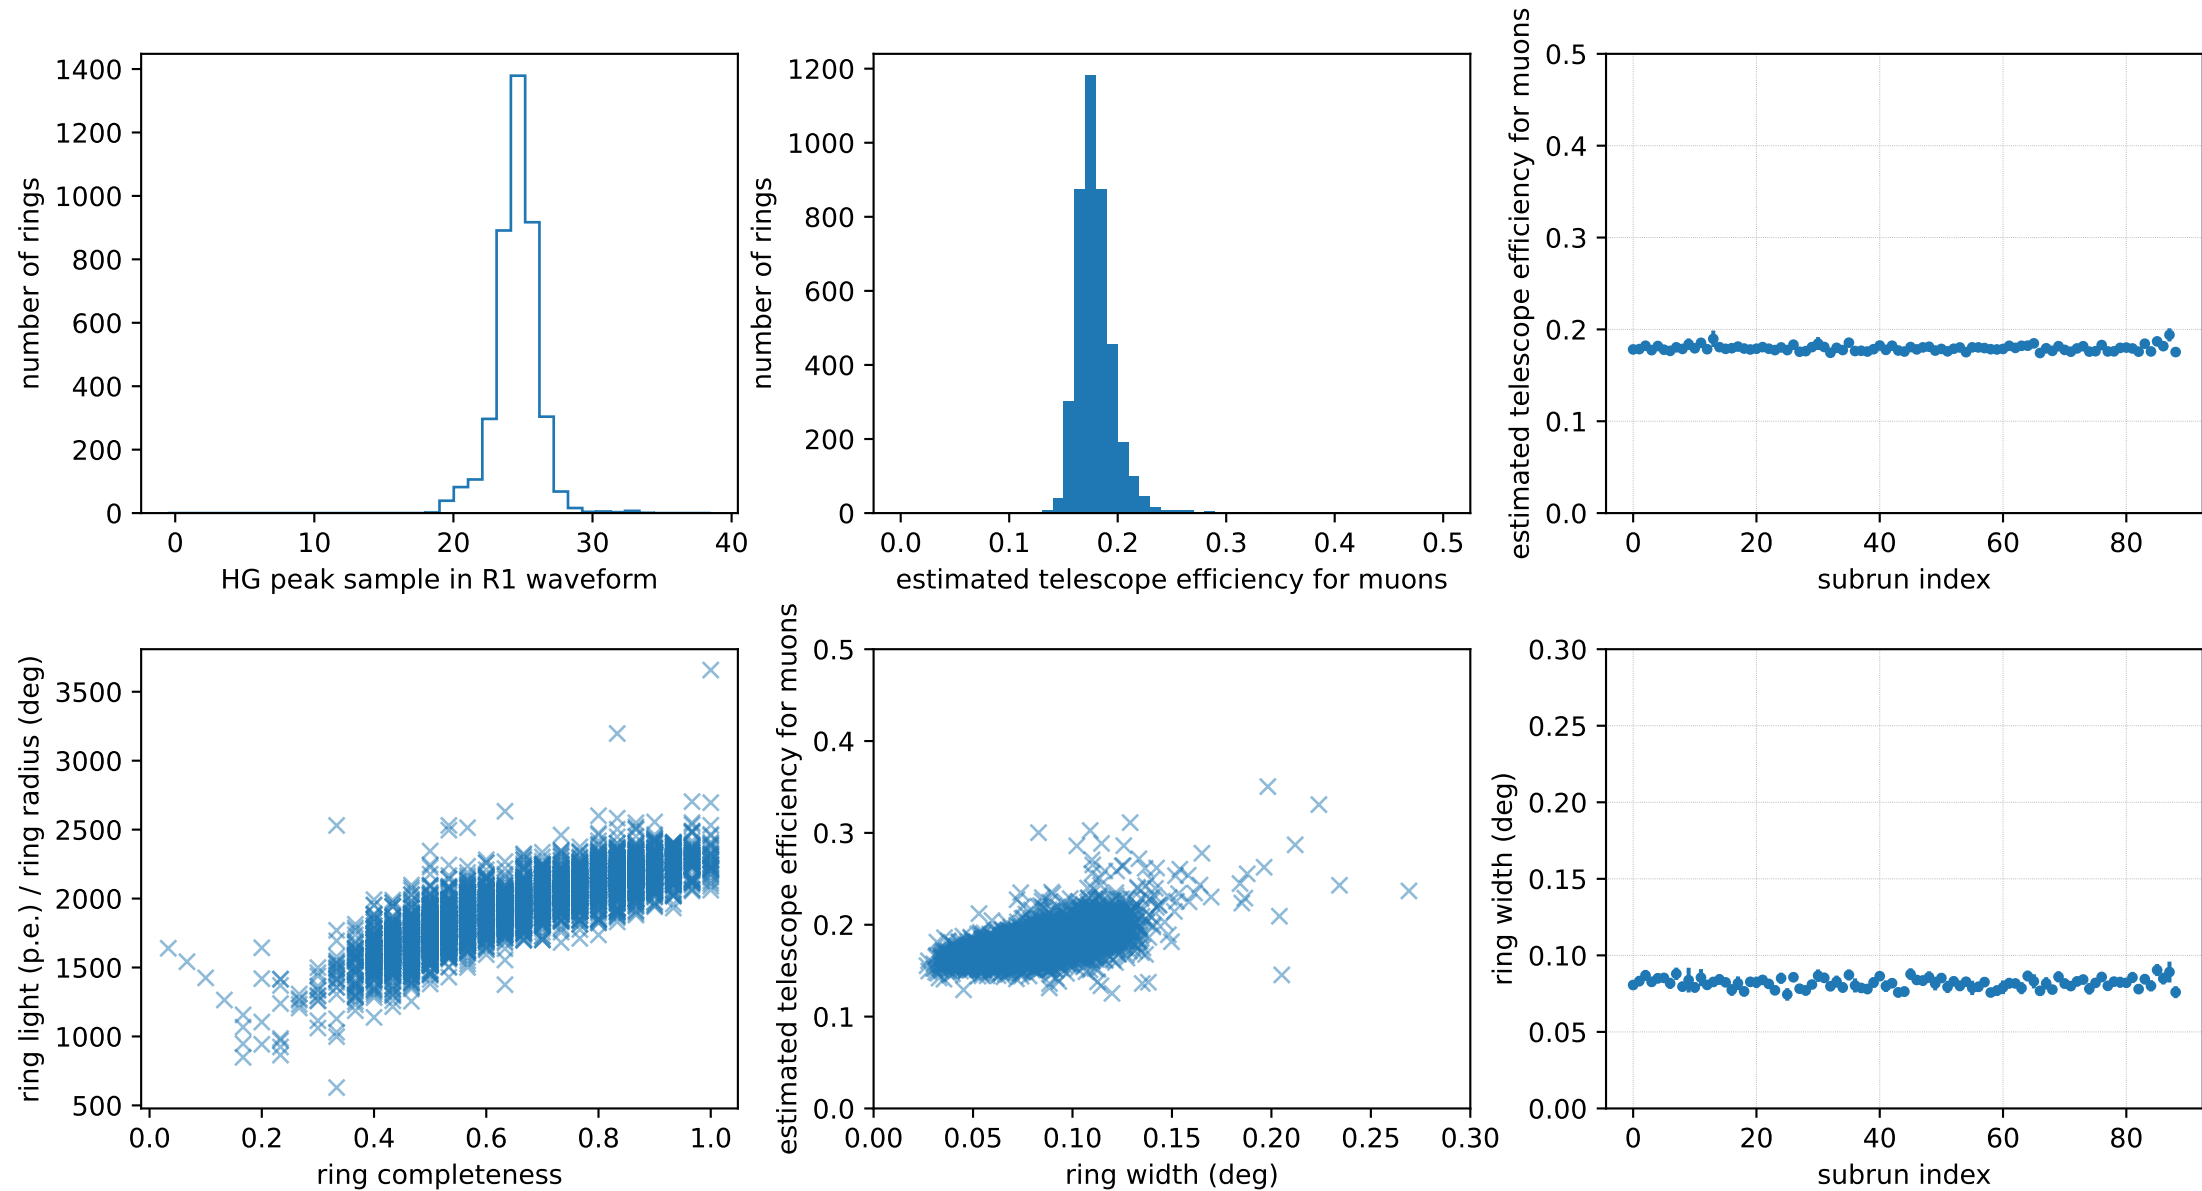 number of rings
1400
1200
1000
800
600
400
200
0
0 10 20 30 40
HG peak sample in R1 waveform
number of rings
1200
1000
800
600
400
200
0
0.0 0.1 0.2 0.3 0.4 0.5
estimated telescope efficiency for muons
estimated telescope efficiency for muons
0.5
0.4
0.3
0.2
0.1
0.0
0 20 40 60 80
subrun index
ring light (p.e.) / ring radius (deg)
3500
3000
2500
2000
1500
1000
500
0.0 0.2 0.4 0.6 0.8 1.0
ring completeness
estimated telescope efficiency for muons
0.5
0.4
0.3
0.2
0.1
0.0
0.00 0.05 0.10 0.15 0.20 0.25 0.30
ring width (deg)
ring width (deg)
0.30
0.25
0.20
0.15
0.10
0.05
0.00
0 20 40 60 80
subrun index